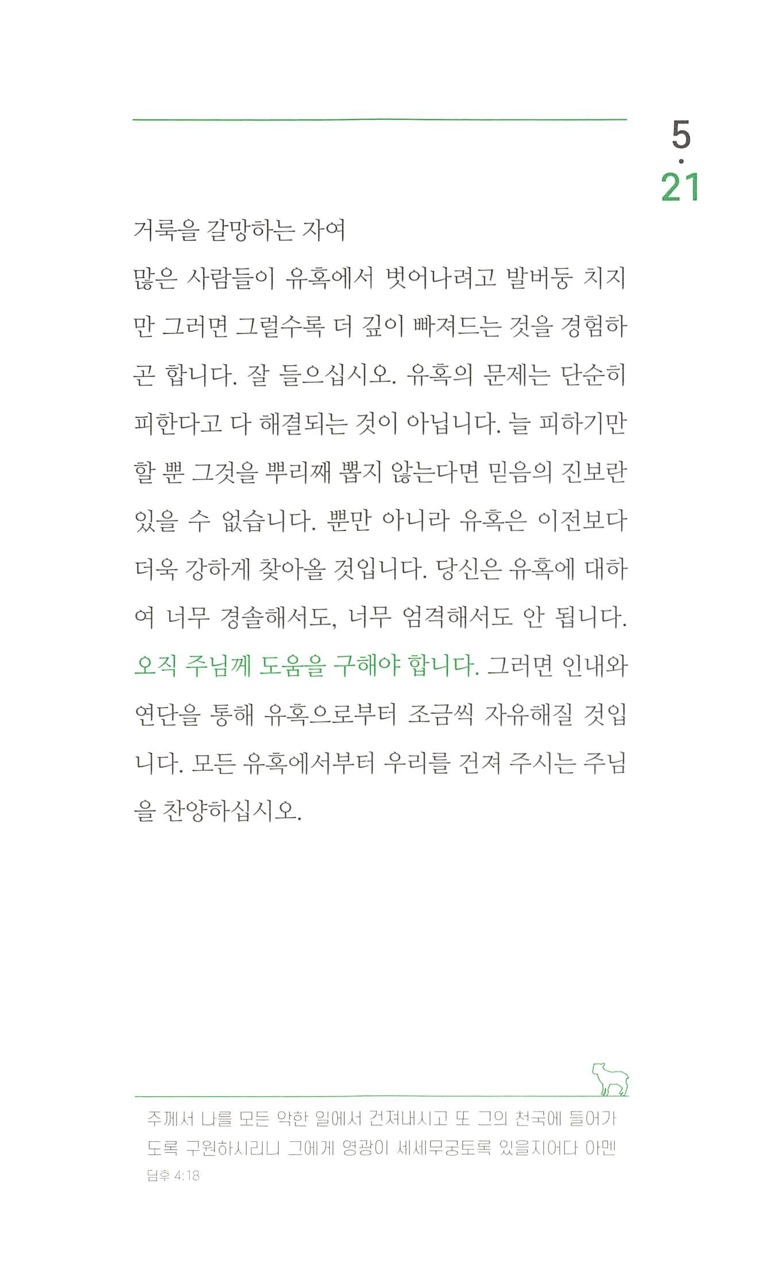 5
·
21
거룩을 갈망하는 자여
많은 사람들이 유혹에서 벗어나려고 발버둥 치지
만 그러면 그럴수록 더 깊이 빠져드는 것을 경험하
곤 합니다. 잘 들으십시오. 유혹의 문제는 단순히
피한다고 다 해결되는 것이 아닙니다. 늘 피하기만
할 뿐 그것을 뿌리째 뽑지 않는다면 믿음의 진보란
있을 수 없습니다. 뿐만 아니라 유혹은 이전보다
더욱 강하게 찾아올 것입니다. 당신은 유혹에 대하
여 너무 경솔해서도, 너무 엄격해서도 안 됩니다.
오직 주님께 도움을 구해야 합니다. 그러면 인내와
연단을 통해 유혹으로부터 조금씩 자유해질 것입
니다. 모든 유혹에서부터 우리를 건져 주시는 주님
을 찬양하십시오.
주께서 나를 모든 악한 일에서 건져내시고 또 그의 천국에 들어가
도록 구원하시리니 그에게 영광이 세세무궁토록 있을지어다 아멘
딤후 4:18